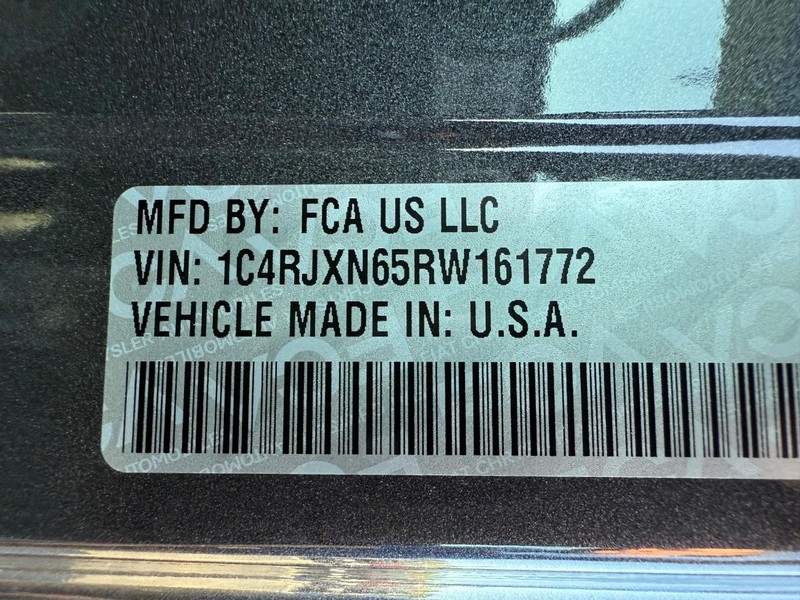 MFD BY: FCA US LLC
VIN: 1C4RJXN65RW161772
VEHICLE MADE IN: U.S.A.